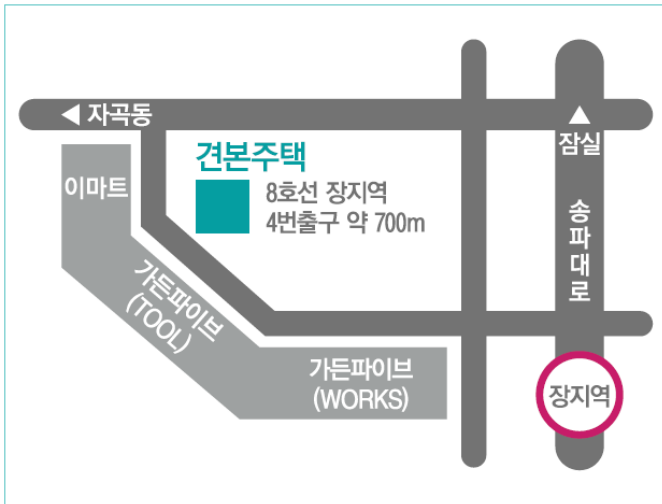 ◀ 자곡동
▲
잠실
견본주택
8호선 장지역
4번출구 약 700m
이마트
송파대로
가든파이브
(TOOL)
가든파이브
(WORKS)
장지역